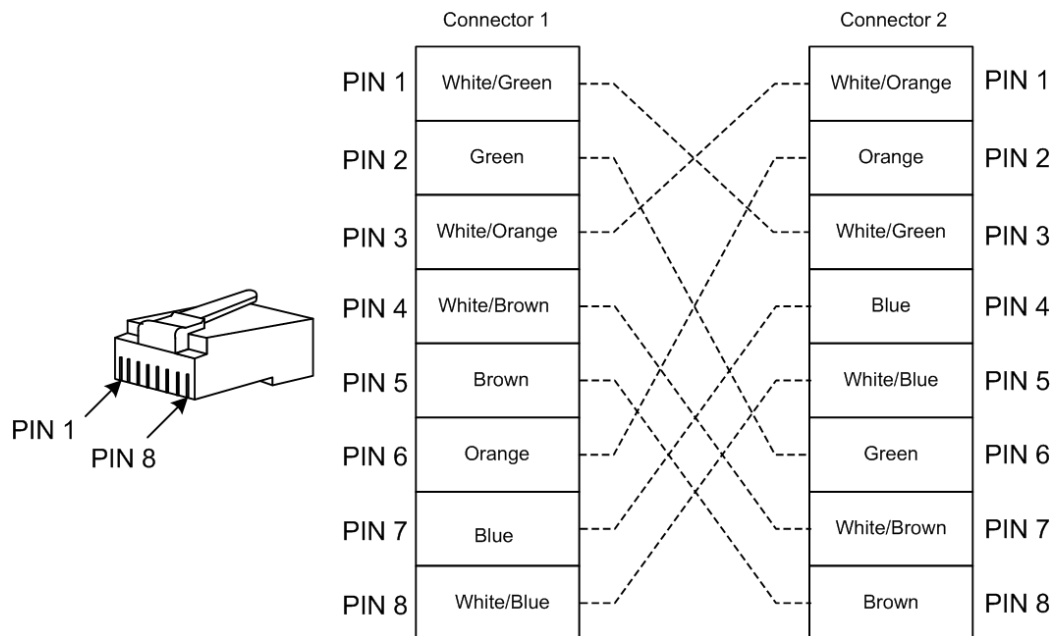 Connector 1
Connector 2
PIN 1
White/Green
White/Orange
PIN 1
PIN 2
Green
Orange
PIN 2
PIN 3
White/Orange
White/Green
PIN 3
PIN 4
White/Brown
Blue
PIN 4
PIN 5
Brown
White/Blue
PIN 5
PIN 6
Orange
Green
PIN 6
PIN 7
Blue
White/Brown
PIN 7
PIN 8
White/Blue
Brown
PIN 8
PIN 1
PIN 8